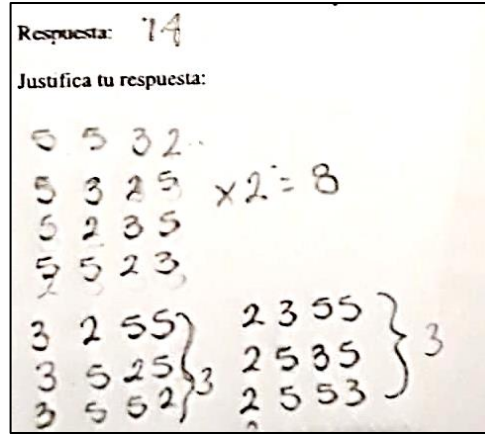 Respuesta: 14
Justifica tu respuesta:
5 5 3 2
5 3 2 5 x2=8
5 2 3 5
5 5 2 3
3 2 5 5
3 5 2 5 } 3
3 5 5 2
2 3 5 5
2 5 3 5 } 3
2 5 5 3